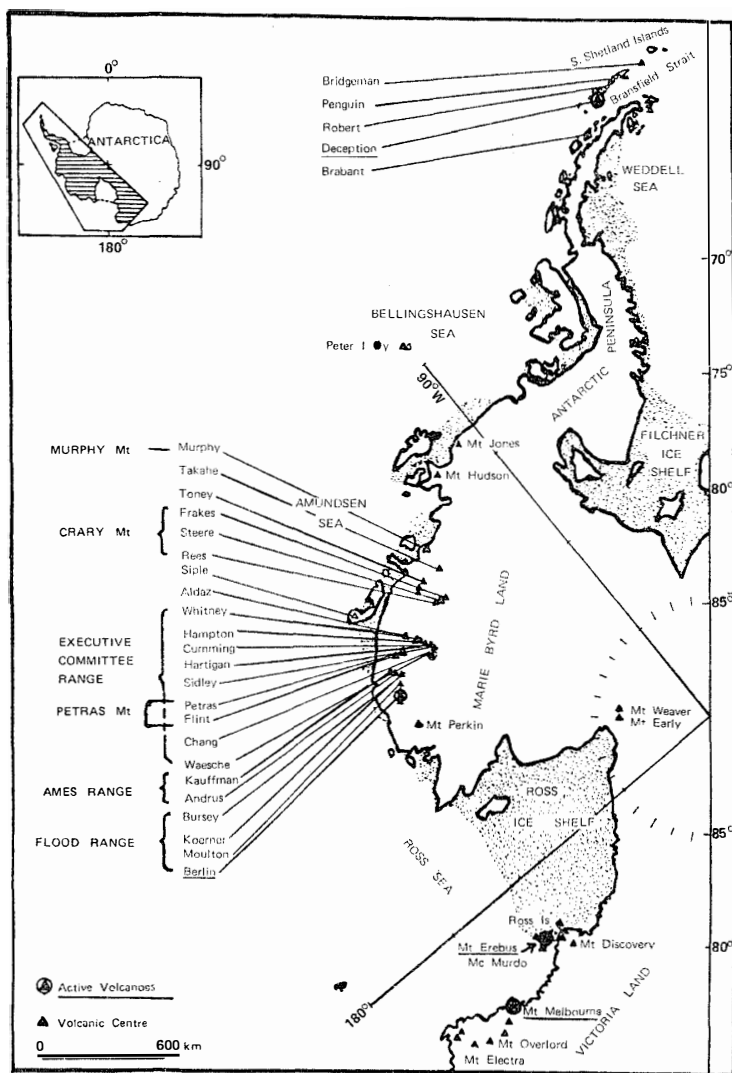 0°
ANTARCTICA
90°
180°
S. Shetland Islands
Bransfield Strait
Bridgeman
Penguin
Robert
Deception
Brabant
WEDDELL
SEA
70°
BELLINGSHAUSEN
SEA
Peter I
90°W
ANTARCTIC
PENINSULA
75°
FILCHNER
ICE
SHELF
80°
Mt Jones
Mt Hudson
AMUNDSEN
SEA
MURPHY Mt
Murphy
Takahe
Toney
CRARY Mt
Frakes
Steere
Rees
Siple
Aldaz
EXECUTIVE
COMMITTEE
RANGE
Whitney
Hampton
Cumming
Hartigan
Sidley
PETRAS Mt
Petras
Flint
Chang
Waesche
AMES RANGE
Kauffman
Andrus
FLOOD RANGE
Bursey
Koerner
Moulton
Berlin
MARIE BYRD LAND
85°
Mt Weaver
Mt Early
Mt Perkin
ROSS
ICE SHELF
ROSS SEA
85°
Ross Is
Mt Erebus
Mc Murdo
Mt Discovery
80°
180°
Mt Melbourne
VICTORIA LAND
Mt Overlord
Mt Electra
Active Volcanoes
Volcanic Centre
0 600 km